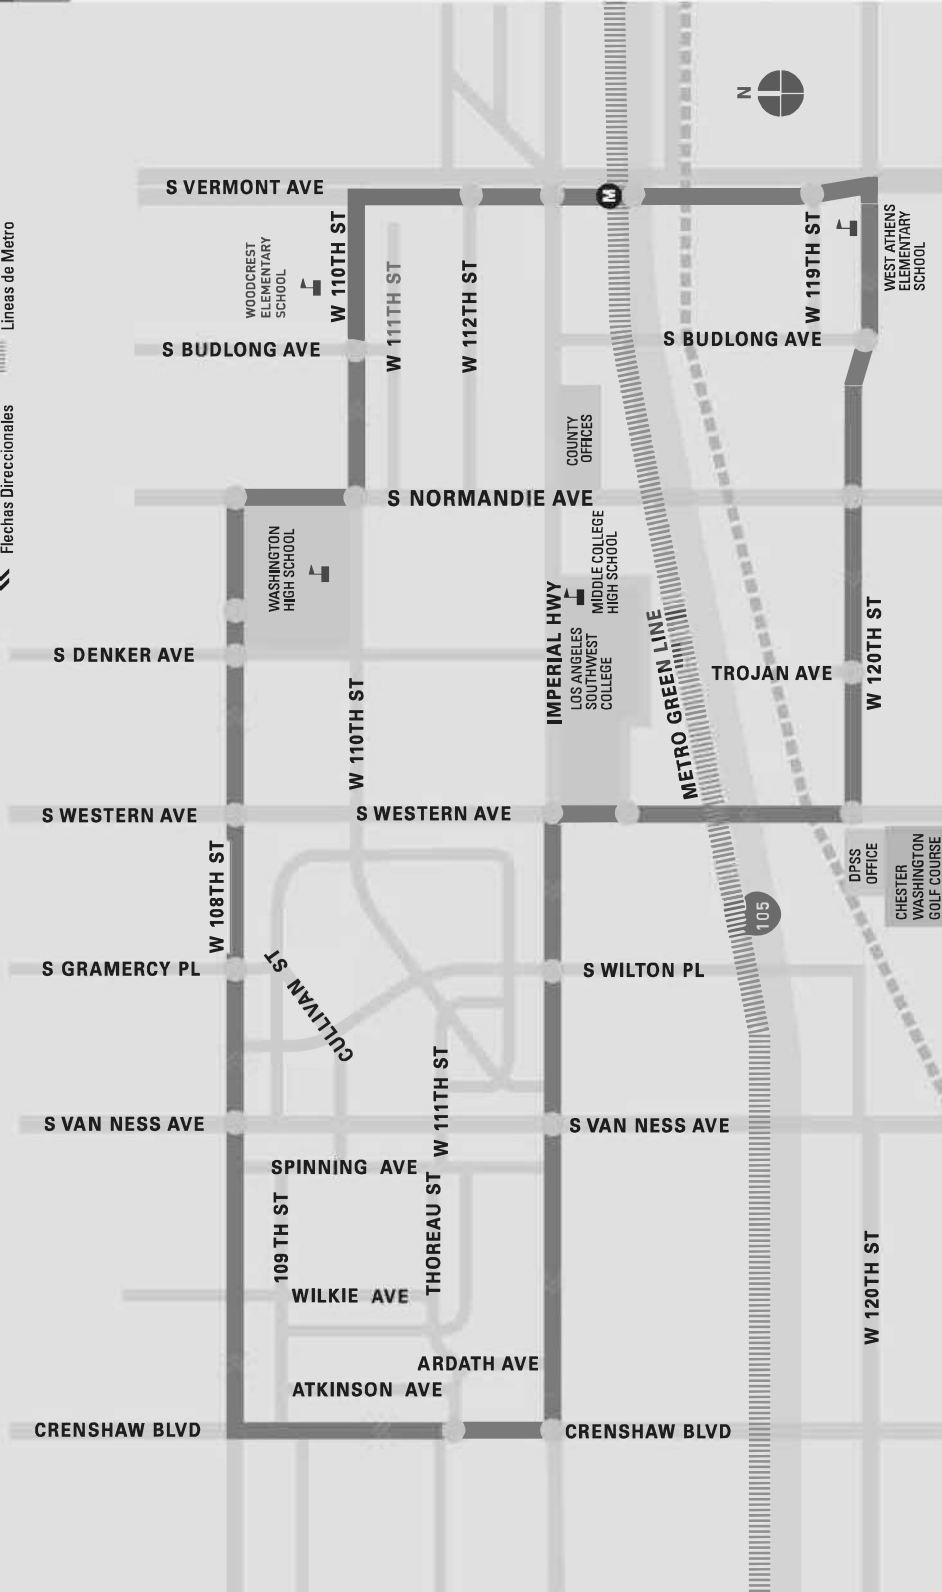 Lineas de Metro
Flechas Direccionales
N
S VERMONT AVE
M
WOODCREST
ELEMENTARY
SCHOOL
W 110TH ST
W 111TH ST
W 112TH ST
W 119TH ST
WEST ATHENS
ELEMENTARY
SCHOOL
S BUDLONG AVE
S BUDLONG AVE
COUNTY
OFFICES
S NORMANDIE AVE
WASHINGTON
HIGH SCHOOL
MIDDLE COLLEGE
HIGH SCHOOL
IMPERIAL HWY
LOS ANGELES
SOUTHWEST
COLLEGE
METRO GREEN LINE
S DENKER AVE
TROJAN AVE
W 120TH ST
W 110TH ST
S WESTERN AVE
S WESTERN AVE
W 108TH ST
DPSS
OFFICE
CHESTER
WASHINGTON
GOLF COURSE
105
S GRAMERCY PL
CULLIVAN ST
S WILTON PL
W 111TH ST
S VAN NESS AVE
S VAN NESS AVE
SPINNING AVE
109 TH ST
THOREAU ST
WILKIE AVE
W 120TH ST
ARDATH AVE
ATKINSON AVE
CRENSHAW BLVD
CRENSHAW BLVD